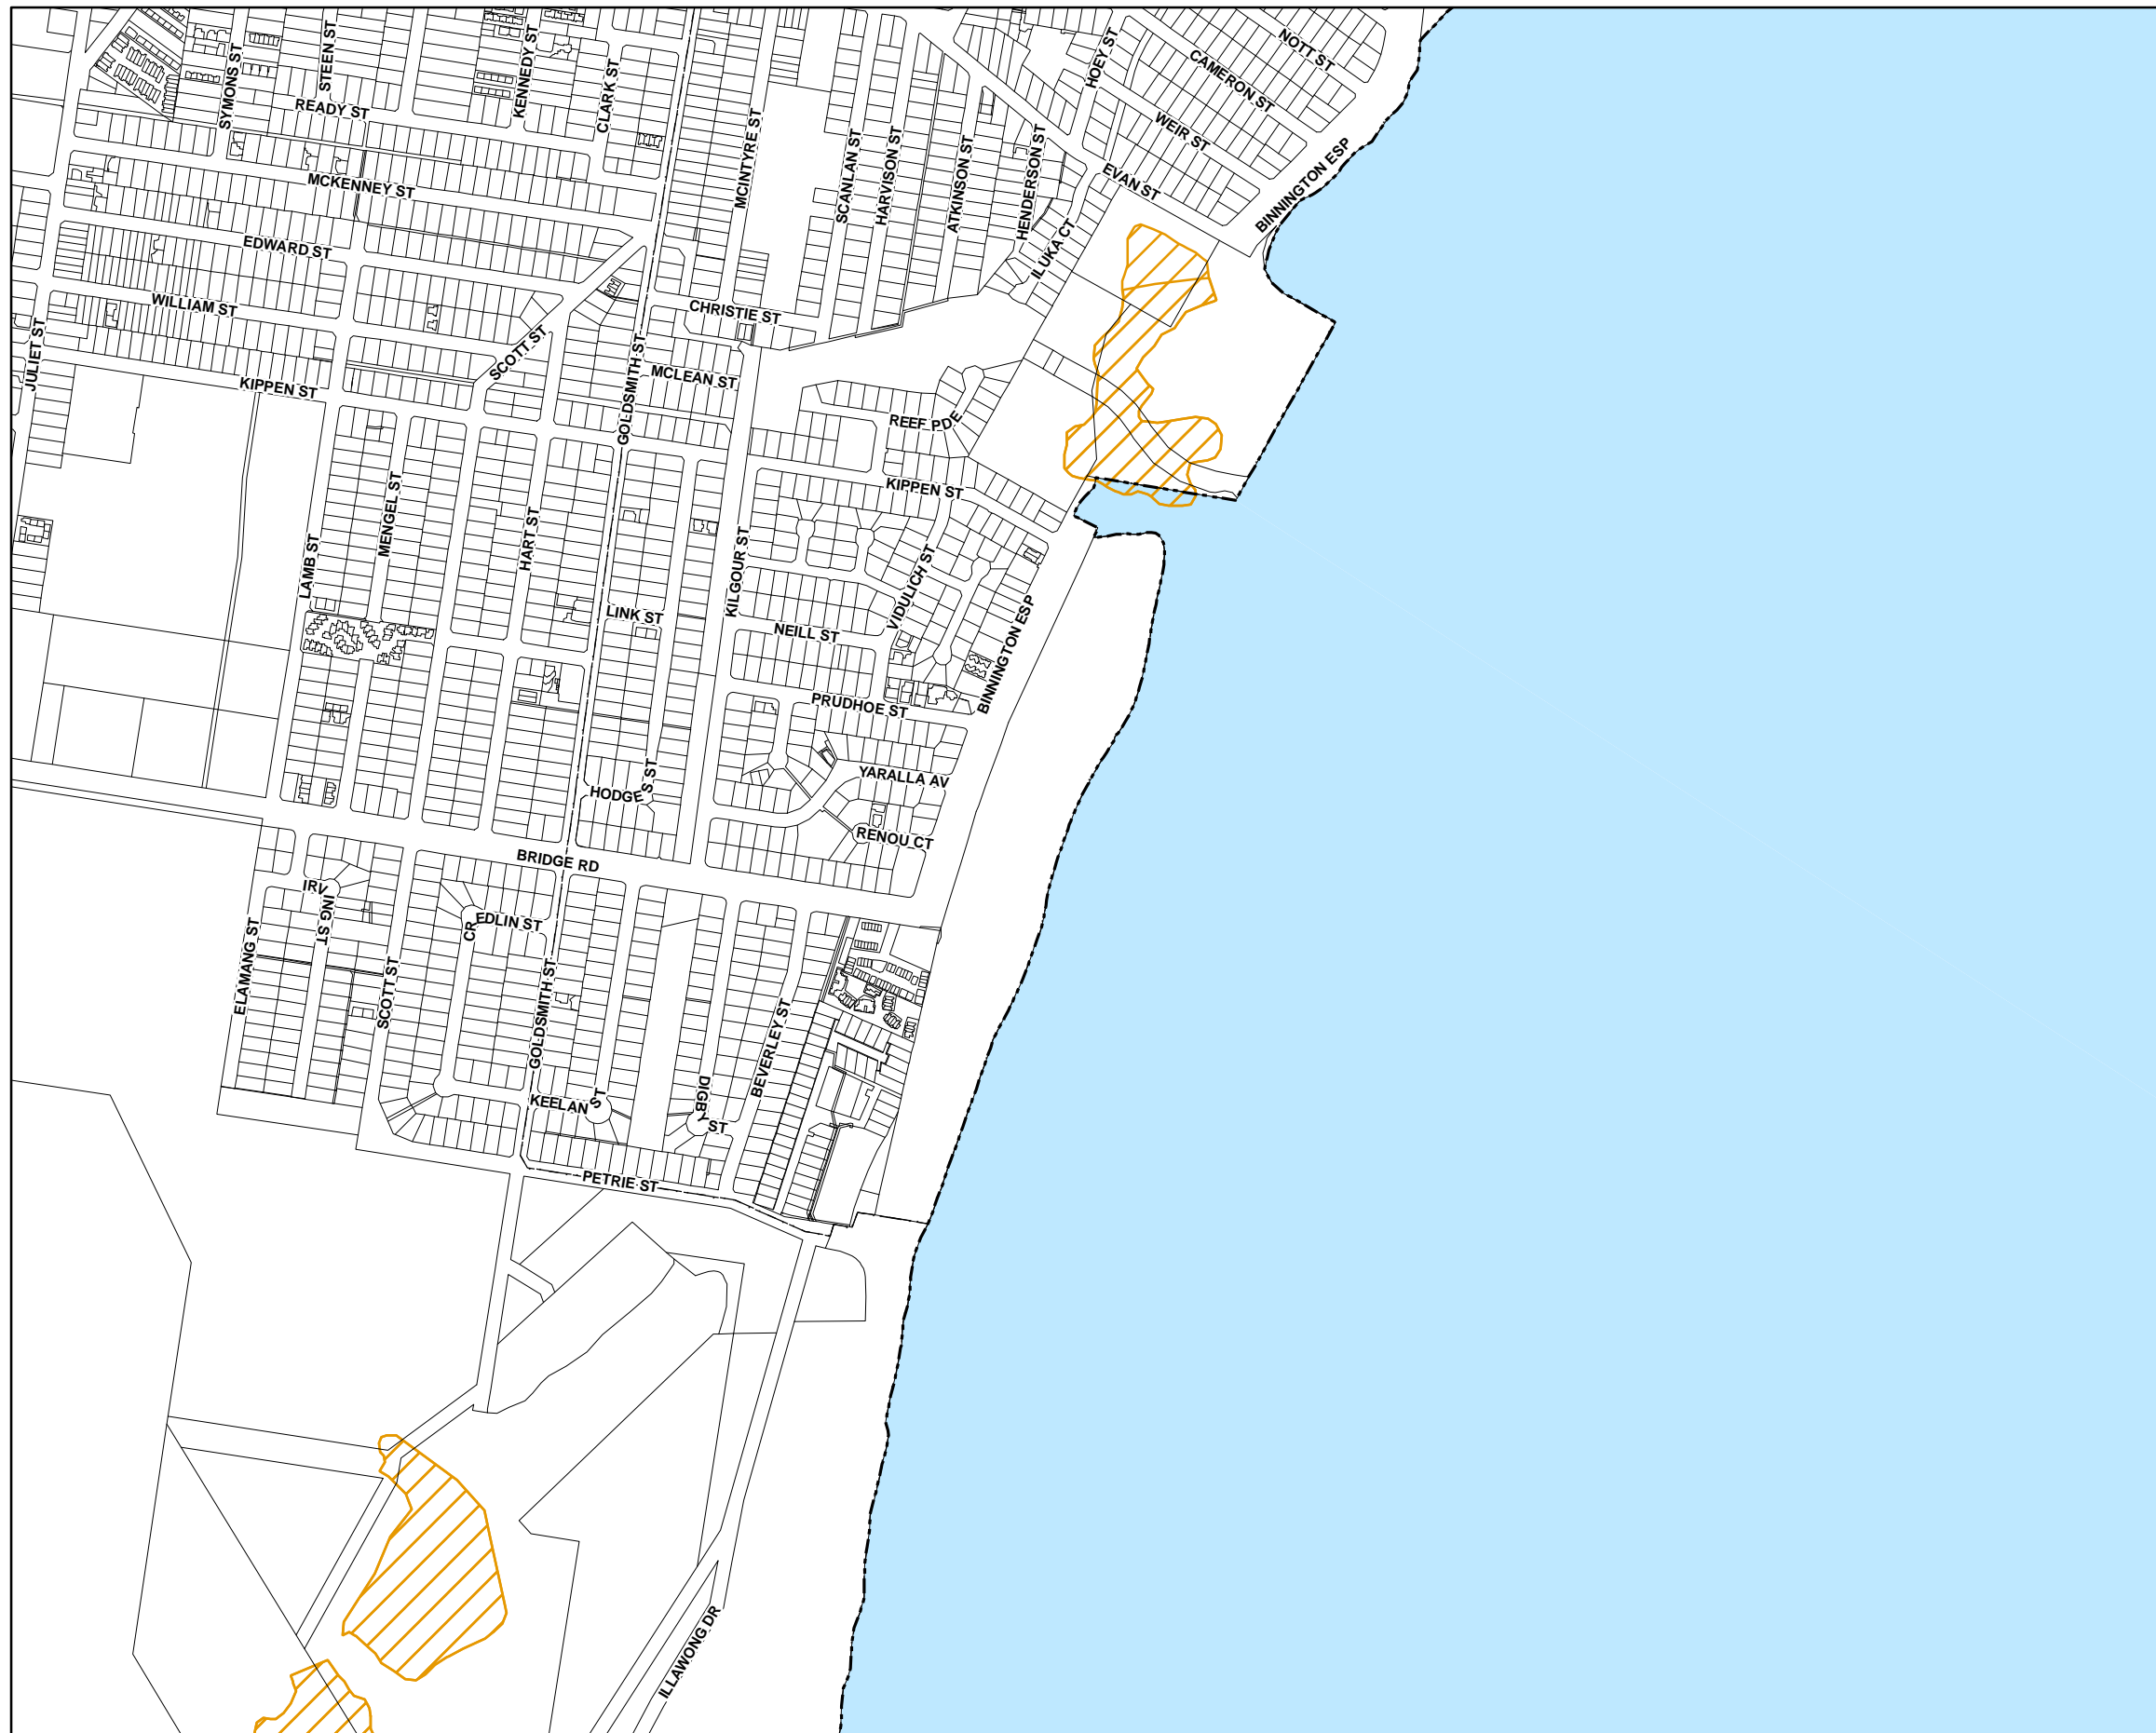 NOTT ST
STEEN ST
KENNEDY ST
SYMONS ST
HOEY ST
CAMERON ST
CLARK ST
READY ST
MCINTYRE ST
WEIR ST
SCANLAN ST
HARVISON ST
ATKINSON ST
HENDERSON ST
BINNINGTON ESP
EVAN ST
MCKENNEY ST
EDWARD ST
ILUKA CT
WILLIAM ST
CHRISTIE ST
JULIET ST
SCOTT ST
GOLDSMITH ST
MCLEAN ST
KIPPEN ST
REEF PDE
KIPPEN ST
MENGEL ST
HART ST
LAMB ST
KILGOUR ST
VIDULICH ST
LINK ST
NEILL ST
BINNINGTON ESP
PRUDHOE ST
YARALLA AV
HODGES ST
RENOU CT
BRIDGE RD
IRVING ST
EDLIN ST
CR
ELAMANG ST
SCOTT ST
GOLDSMITH ST
BEVERLEY ST
KEELAN ST
DIGBY ST
PETRIE ST
ILLAWONG DR